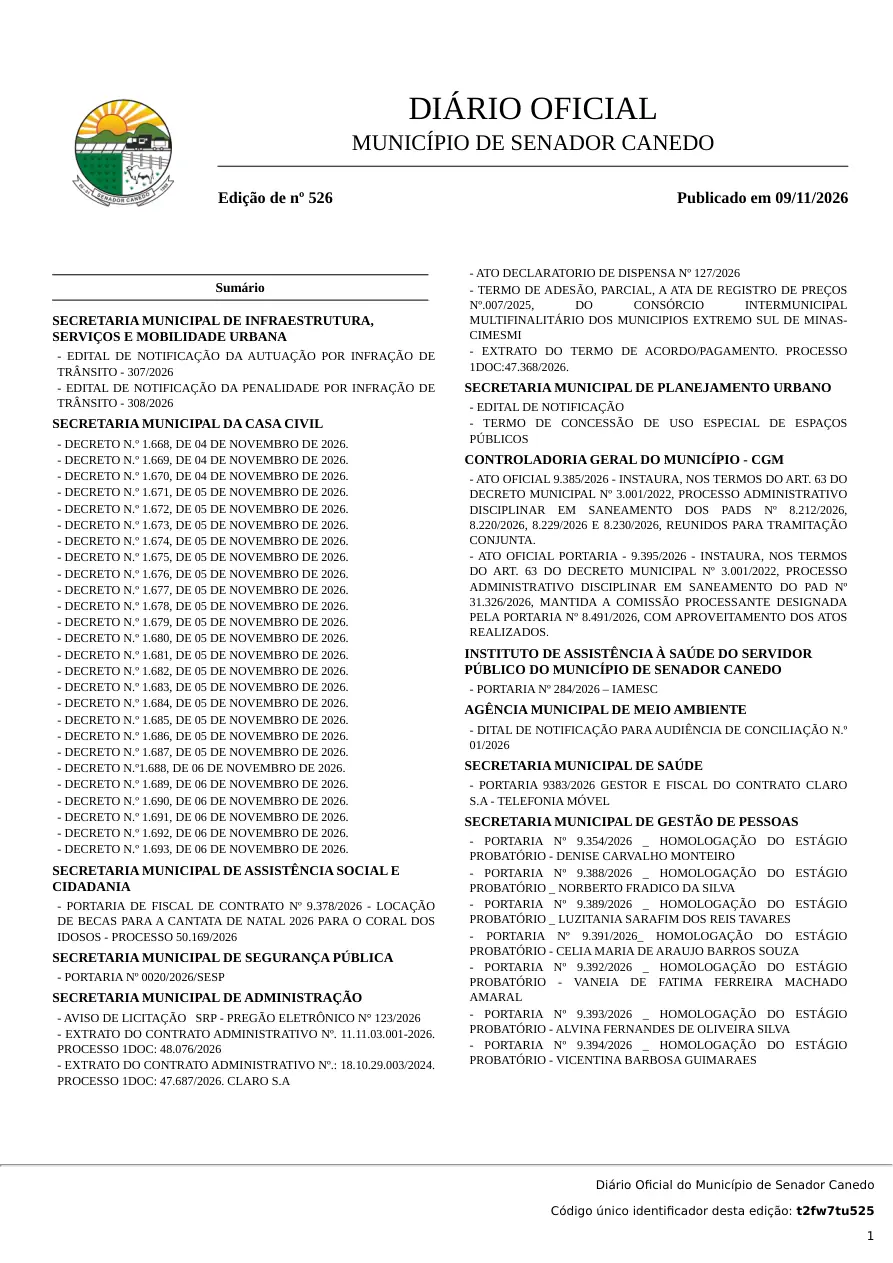 DIÁRIO OFICIAL
MUNICÍPIO DE SENADOR CANEDO
Edição de nº 526
Publicado em 09/11/2026
SENADOR CANEDO
Sumário
SECRETARIA MUNICIPAL DE INFRAESTRUTURA,
SERVIÇOS E MOBILIDADE URBANA
- EDITAL DE NOTIFICAÇÃO DA AUTUAÇÃO POR INFRAÇÃO DE
TRÂNSITO - 307/2026
- EDITAL DE NOTIFICAÇÃO DA PENALIDADE POR INFRAÇÃO DE
TRÂNSITO - 308/2026
SECRETARIA MUNICIPAL DA CASA CIVIL
- DECRETO N.º 1.668, DE 04 DE NOVEMBRO DE 2026.
- DECRETO N.º 1.669, DE 04 DE NOVEMBRO DE 2026.
- DECRETO N.º 1.670, DE 04 DE NOVEMBRO DE 2026.
- DECRETO N.º 1.671, DE 05 DE NOVEMBRO DE 2026.
- DECRETO N.º 1.672, DE 05 DE NOVEMBRO DE 2026.
- DECRETO N.º 1.673, DE 05 DE NOVEMBRO DE 2026.
- DECRETO N.º 1.674, DE 05 DE NOVEMBRO DE 2026.
- DECRETO N.º 1.675, DE 05 DE NOVEMBRO DE 2026.
- DECRETO N.º 1.676, DE 05 DE NOVEMBRO DE 2026.
- DECRETO N.º 1.677, DE 05 DE NOVEMBRO DE 2026.
- DECRETO N.º 1.678, DE 05 DE NOVEMBRO DE 2026.
- DECRETO N.º 1.679, DE 05 DE NOVEMBRO DE 2026.
- DECRETO N.º 1.680, DE 05 DE NOVEMBRO DE 2026.
- DECRETO N.º 1.681, DE 05 DE NOVEMBRO DE 2026.
- DECRETO N.º 1.682, DE 05 DE NOVEMBRO DE 2026.
- DECRETO N.º 1.683, DE 05 DE NOVEMBRO DE 2026.
- DECRETO N.º 1.684, DE 05 DE NOVEMBRO DE 2026.
- DECRETO N.º 1.685, DE 05 DE NOVEMBRO DE 2026.
- DECRETO N.º 1.686, DE 05 DE NOVEMBRO DE 2026.
- DECRETO N.º 1.687, DE 05 DE NOVEMBRO DE 2026.
- DECRETO N.º1.688, DE 06 DE NOVEMBRO DE 2026.
- DECRETO N.º 1.689, DE 06 DE NOVEMBRO DE 2026.
- DECRETO N.º 1.690, DE 06 DE NOVEMBRO DE 2026.
- DECRETO N.º 1.691, DE 06 DE NOVEMBRO DE 2026.
- DECRETO N.º 1.692, DE 06 DE NOVEMBRO DE 2026.
- DECRETO N.º 1.693, DE 06 DE NOVEMBRO DE 2026.
SECRETARIA MUNICIPAL DE ASSISTÊNCIA SOCIAL E
CIDADANIA
- PORTARIA DE FISCAL DE CONTRATO Nº 9.378/2026 - LOCAÇÃO
DE BECAS PARA A CANTATA DE NATAL 2026 PARA O CORAL DOS
IDOSOS - PROCESSO 50.169/2026
SECRETARIA MUNICIPAL DE SEGURANÇA PÚBLICA
- PORTARIA Nº 0020/2026/SESP
SECRETARIA MUNICIPAL DE ADMINISTRAÇÃO
- AVISO DE LICITAÇÃO SRP - PREGÃO ELETRÔNICO N° 123/2026
- EXTRATO DO CONTRATO ADMINISTRATIVO Nº. 11.11.03.001-2026.
PROCESSO 1DOC: 48.076/2026
- EXTRATO DO CONTRATO ADMINISTRATIVO Nº.: 18.10.29.003/2024.
PROCESSO 1DOC: 47.687/2026. CLARO S.A
- ATO DECLARATORIO DE DISPENSA Nº 127/2026
- TERMO DE ADESÃO, PARCIAL, A ATA DE REGISTRO DE PREÇOS
Nº.007/2025, DO CONSÓRCIO INTERMUNICIPAL
MULTIFINALITÁRIO DOS MUNICIPIOS EXTREMO SUL DE MINAS-
CIMESMI
- EXTRATO DO TERMO DE ACORDO/PAGAMENTO. PROCESSO
1DOC:47.368/2026.
SECRETARIA MUNICIPAL DE PLANEJAMENTO URBANO
- EDITAL DE NOTIFICAÇÃO
- TERMO DE CONCESSÃO DE USO ESPECIAL DE ESPAÇOS
PÚBLICOS
CONTROLADORIA GERAL DO MUNICÍPIO - CGM
- ATO OFICIAL 9.385/2026 - INSTAURA, NOS TERMOS DO ART. 63 DO
DECRETO MUNICIPAL Nº 3.001/2022, PROCESSO ADMINISTRATIVO
DISCIPLINAR EM SANEAMENTO DOS PADS Nº 8.212/2026,
8.220/2026, 8.229/2026 E 8.230/2026, REUNIDOS PARA TRAMITAÇÃO
CONJUNTA.
- ATO OFICIAL PORTARIA - 9.395/2026 - INSTAURA, NOS TERMOS
DO ART. 63 DO DECRETO MUNICIPAL Nº 3.001/2022, PROCESSO
ADMINISTRATIVO DISCIPLINAR EM SANEAMENTO DO PAD Nº
31.326/2026, MANTIDA A COMISSÃO PROCESSANTE DESIGNADA
PELA PORTARIA Nº 8.491/2026, COM APROVEITAMENTO DOS ATOS
REALIZADOS.
INSTITUTO DE ASSISTÊNCIA À SAÚDE DO SERVIDOR
PÚBLICO DO MUNICÍPIO DE SENADOR CANEDO
- PORTARIA Nº 284/2026 – IAMESC
AGÊNCIA MUNICIPAL DE MEIO AMBIENTE
- DITAL DE NOTIFICAÇÃO PARA AUDIÊNCIA DE CONCILIAÇÃO N.º
01/2026
SECRETARIA MUNICIPAL DE SAÚDE
- PORTARIA 9383/2026 GESTOR E FISCAL DO CONTRATO CLARO
S.A - TELEFONIA MÓVEL
SECRETARIA MUNICIPAL DE GESTÃO DE PESSOAS
- PORTARIA Nº 9.354/2026 _ HOMOLOGAÇÃO DO ESTÁGIO
PROBATÓRIO - DENISE CARVALHO MONTEIRO
- PORTARIA Nº 9.388/2026 _ HOMOLOGAÇÃO DO ESTÁGIO
PROBATÓRIO _ NORBERTO FRADICO DA SILVA
- PORTARIA Nº 9.389/2026 _ HOMOLOGAÇÃO DO ESTÁGIO
PROBATÓRIO _ LUZITANIA SARAFIM DOS REIS TAVARES
- PORTARIA Nº 9.391/2026_ HOMOLOGAÇÃO DO ESTÁGIO
PROBATÓRIO - CELIA MARIA DE ARAUJO BARROS SOUZA
- PORTARIA Nº 9.392/2026 _ HOMOLOGAÇÃO DO ESTÁGIO
PROBATÓRIO - VANEIA DE FATIMA FERREIRA MACHADO
AMARAL
- PORTARIA Nº 9.393/2026 _ HOMOLOGAÇÃO DO ESTÁGIO
PROBATÓRIO - ALVINA FERNANDES DE OLIVEIRA SILVA
- PORTARIA Nº 9.394/2026 _ HOMOLOGAÇÃO DO ESTÁGIO
PROBATÓRIO - VICENTINA BARBOSA GUIMARAES
Diário Oficial do Município de Senador Canedo
Código único identificador desta edição: t2fw7tu525
1